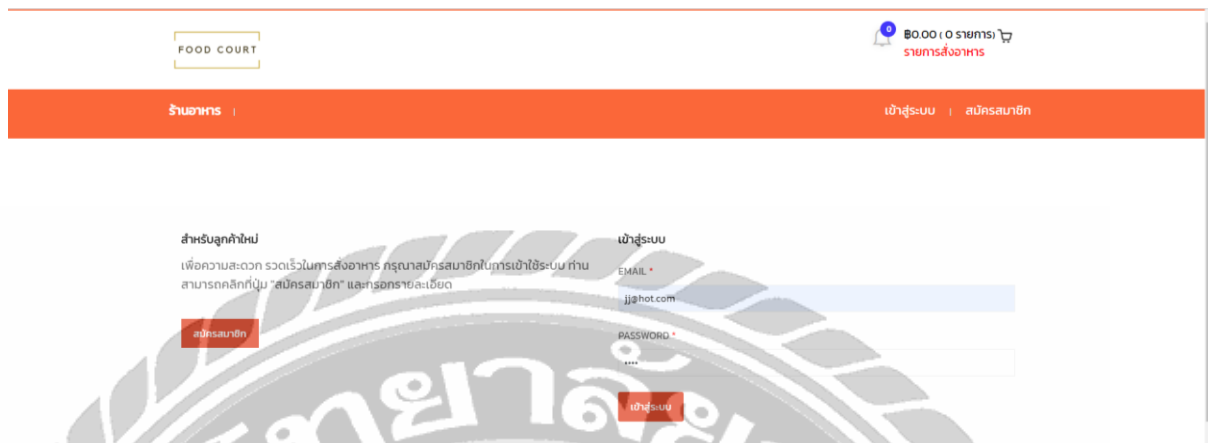 0
฿0.00 ( 0 รายการ)
FOOD COURT
รายการสั่งอาหาร
ร้านอาหาร |
เข้าสู่ระบบ | สมัครสมาชิก
สำหรับลูกค้าใหม่
เพื่อความสะดวก รวดเร็วในการสั่งอาหาร กรุณาสมัครสมาชิกในการเข้าใช้ระบบ ท่าน
สามารถคลิกที่ปุ่ม "สมัครสมาชิก" และกรอกรายละเอียด
สมัครสมาชิก
เข้าสู่ระบบ
EMAIL *
jj@hot.com
PASSWORD *
••••
เข้าสู่ระบบ